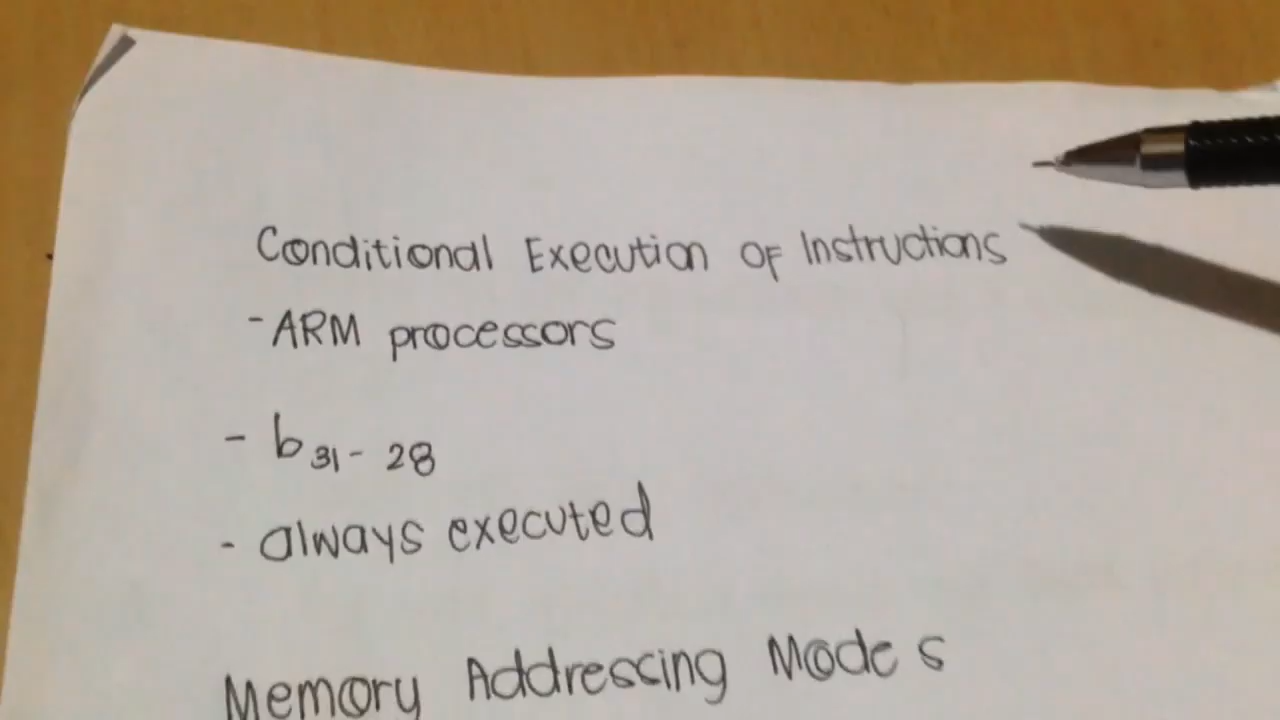 Conditional Execution of Instructions
- ARM processors
- b31-28
- always executed
Memory Addressing Modes